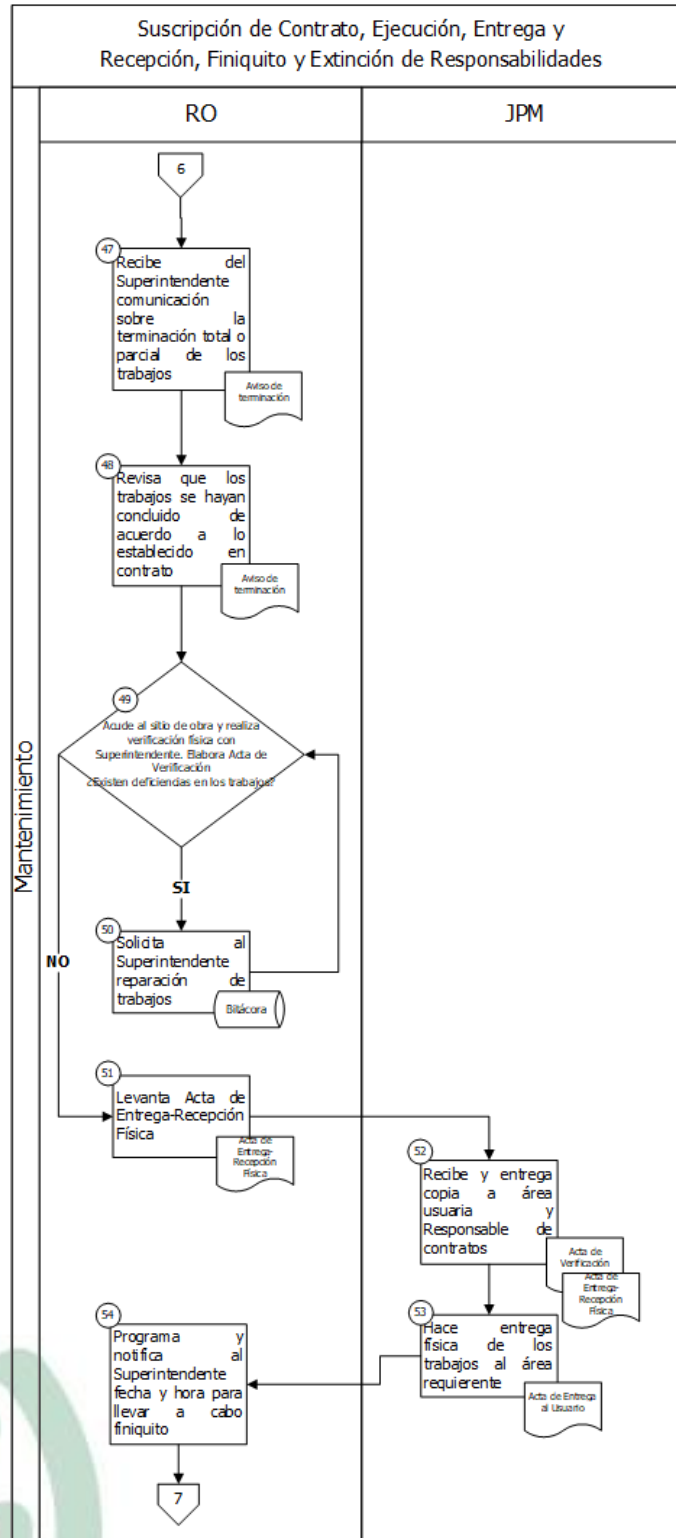 Suscripción de Contrato, Ejecución, Entrega y
Recepción, Finiquito y Extinción de Responsabilidades
RO
JPM
Mantenimiento
6
47
Recibe del
Superintendente
comunicación
sobre la
terminación total o
parcial de los
trabajos
Aviso de
terminación
48
Revisa que los
trabajos se hayan
concluido de
acuerdo a lo
establecido en
contrato
Aviso de
terminación
49
Acude al sitio de obra y realiza
verificación física con
Superintendente. Elabora Acta de
Verificación
¿Existen deficiencias en los trabajos?
SI
NO
50
Solicita al
Superintendente
reparación de
trabajos
Bitácora
51
Levanta Acta de
Entrega-Recepción
Física
Acta de
Entrega-
Recepción
Física
52
Recibe y entrega
copia a área
usuaria y
Responsable de
contratos
Acta de
Verificación
Acta de
Entrega-
Recepción
Física
53
Hace entrega
física de los
trabajos al área
requierente
Acta de Entrega
al Usuario
54
Programa y
notifica al
Superintendente
fecha y hora para
llevar a cabo
finiquito
7